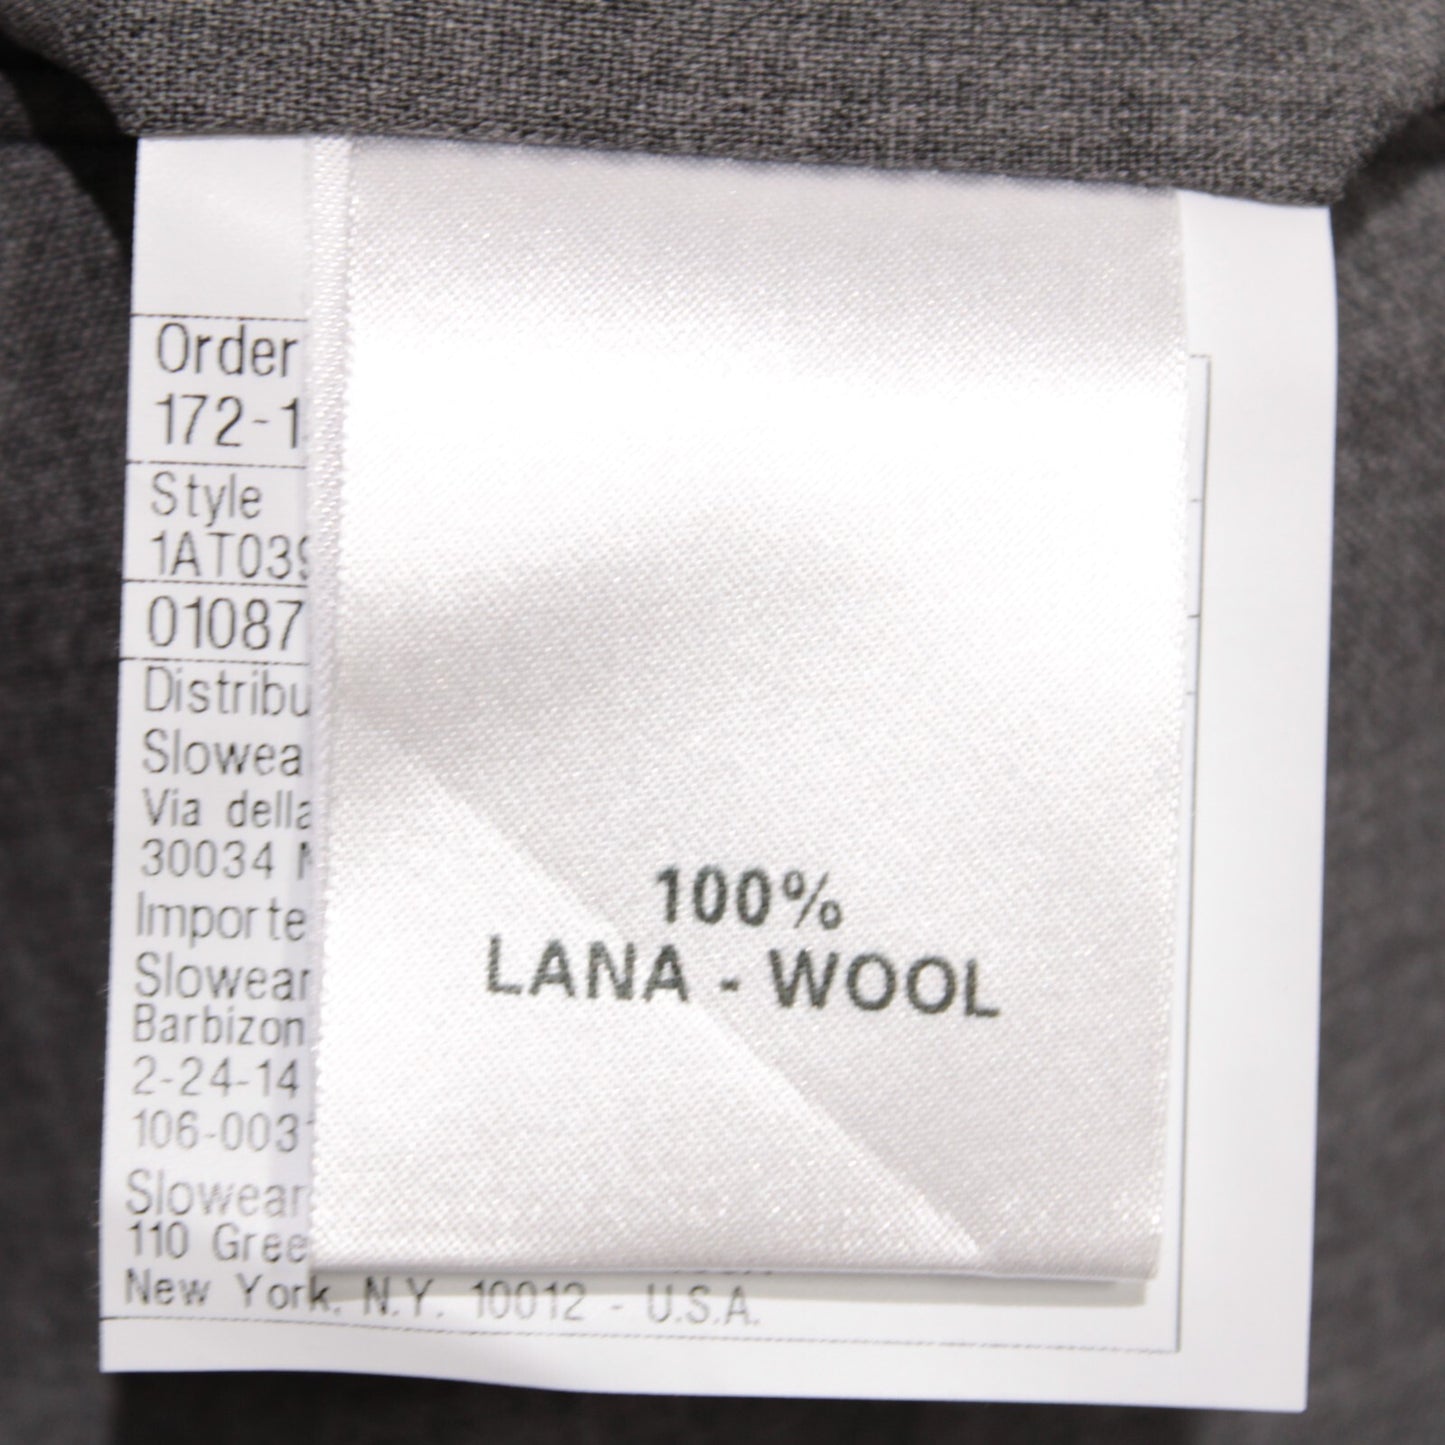 Order
172-1
Style
1AT039
01087
Distribu
Slowea
Via della
30034
Importe
Slowear
Barbizon
2-24-14
106-003
Slowear
110 Gree
New York, N.Y. 10012 - U.S.A.
100%
LANA - WOOL